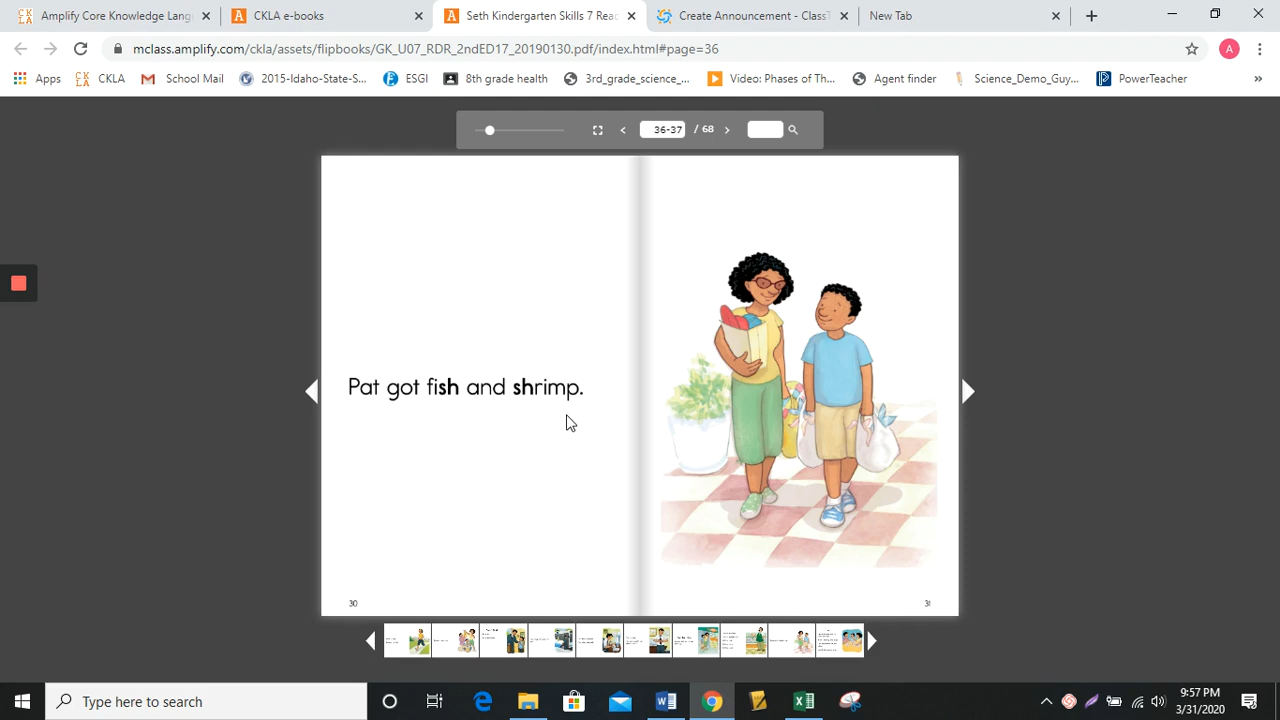 Amplify Core Knowledge Lang
CKLA e-books
Seth Kindergarten Skills 7 Read
Create Announcement - ClassT
New Tab
mclass.amplify.com/ckla/assets/flipbooks/GK_U07_RDR_2ndED17_20190130.pdf/index.html#page=36
A
Apps
CKLA
CKLA
School Mail
2015-Idaho-State-S...
ESGI
8th grade health
3rd_grade_science_...
Video: Phases of Th...
Agent finder
Science_Demo_Guy...
PowerTeacher
36-37 / 68
Pat got fish and shrimp.
30
31
Type here to search
9:57 PM
3/31/2020